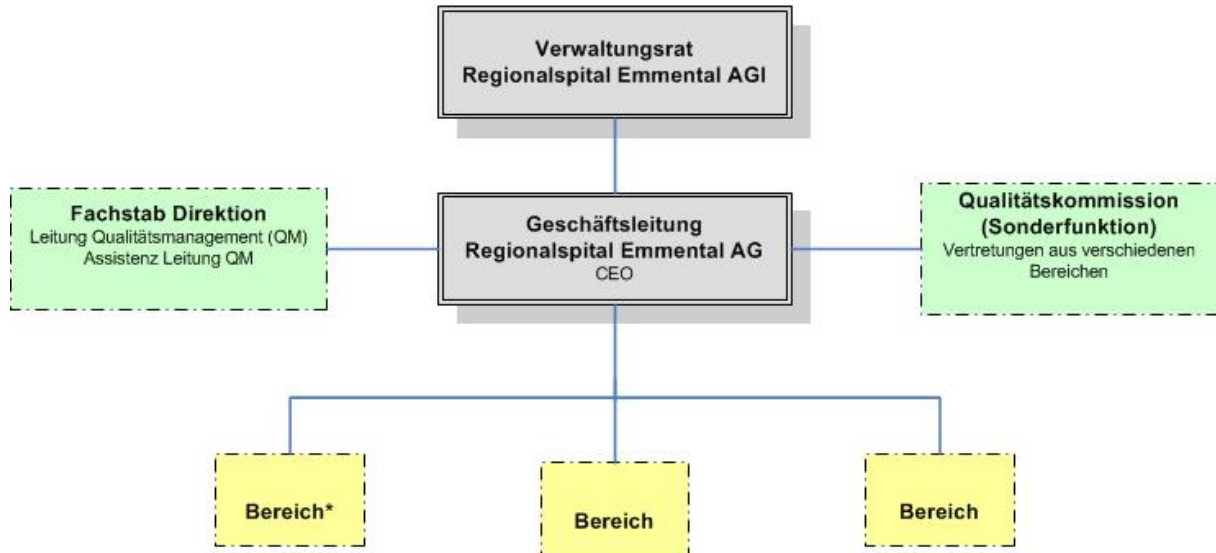 Verwaltungsrat
Regionalspital Emmental AGl
Fachstab Direktion
Leitung Qualitätsmanagement (QM)
Assistenz Leitung QM
Geschäftsleitung
Regionalspital Emmental AG
CEO
Qualitätskommission
(Sonderfunktion)
Vertretungen aus verschiedenen
Bereichen
Bereich*
Bereich
Bereich